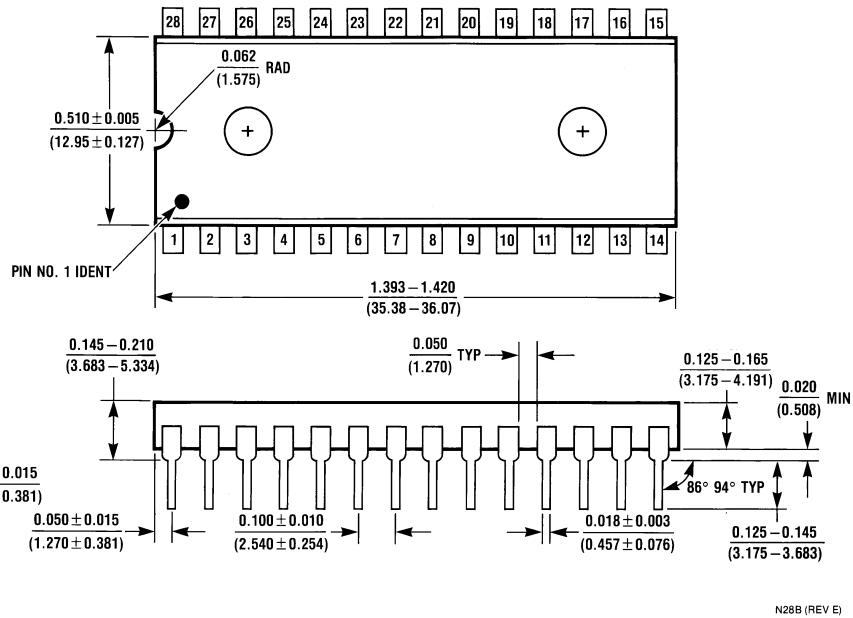 28 27 26 25 24 23 22 21 20 19 18 17 16 15
0.062
(1.575)
RAD
0.510 ± 0.005
(12.95 ± 0.127)
1 2 3 4 5 6 7 8 9 10 11 12 13 14
PIN NO. 1 IDENT
1.393 – 1.420
(35.38 – 36.07)
0.145 – 0.210
(3.683 – 5.334)
0.050
(1.270)
TYP
0.125 – 0.165
(3.175 – 4.191)
0.020
(0.508)
MIN
0.015
0.381)
86° 94° TYP
0.050 ± 0.015
(1.270 ± 0.381)
0.100 ± 0.010
(2.540 ± 0.254)
0.018 ± 0.003
(0.457 ± 0.076)
0.125 – 0.145
(3.175 – 3.683)
N28B (REV E)